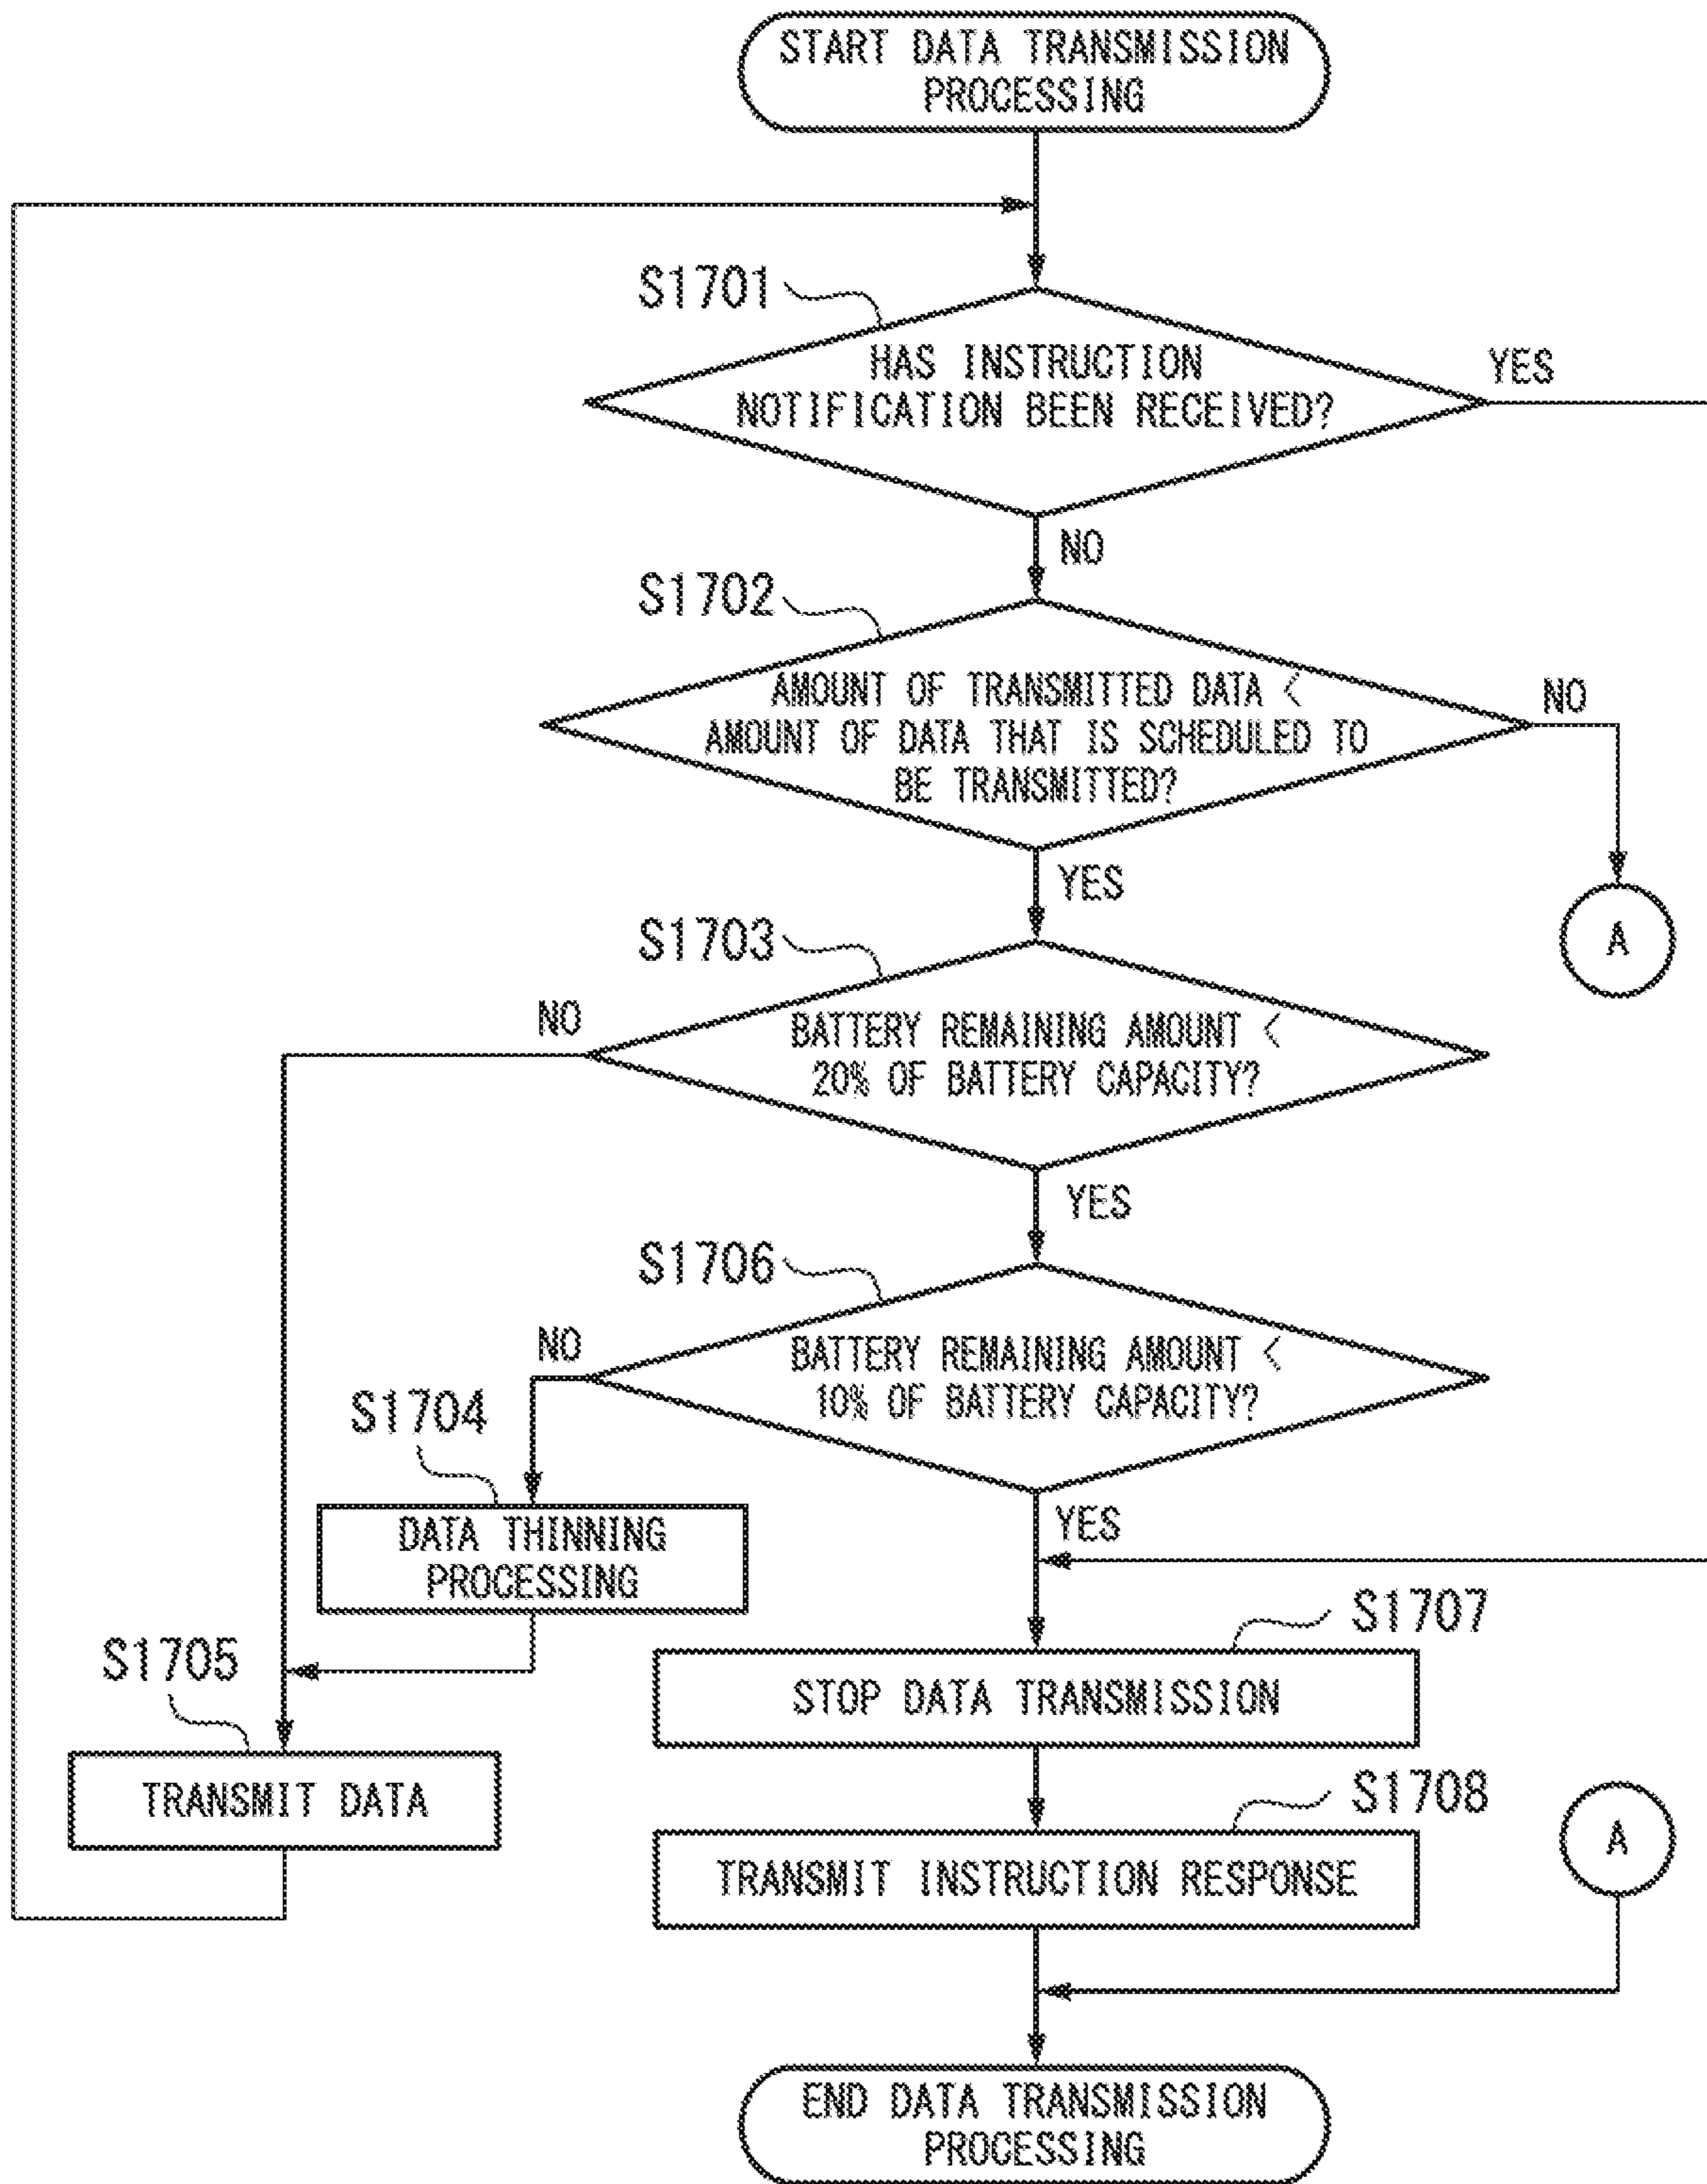 START DATA TRANSMISSION
PROCESSING
S1701
HAS INSTRUCTION
NOTIFICATION BEEN RECEIVED?
YES
NO
S1702
AMOUNT OF TRANSMITTED DATA <
AMOUNT OF DATA THAT IS SCHEDULED TO
BE TRANSMITTED?
NO
YES
A
S1703
NO
BATTERY REMAINING AMOUNT <
20% OF BATTERY CAPACITY?
YES
S1706
NO
BATTERY REMAINING AMOUNT <
10% OF BATTERY CAPACITY?
S1704
DATA THINNING
PROCESSING
YES
S1707
STOP DATA TRANSMISSION
S1705
TRANSMIT DATA
S1708
TRANSMIT INSTRUCTION RESPONSE
A
END DATA TRANSMISSION
PROCESSING